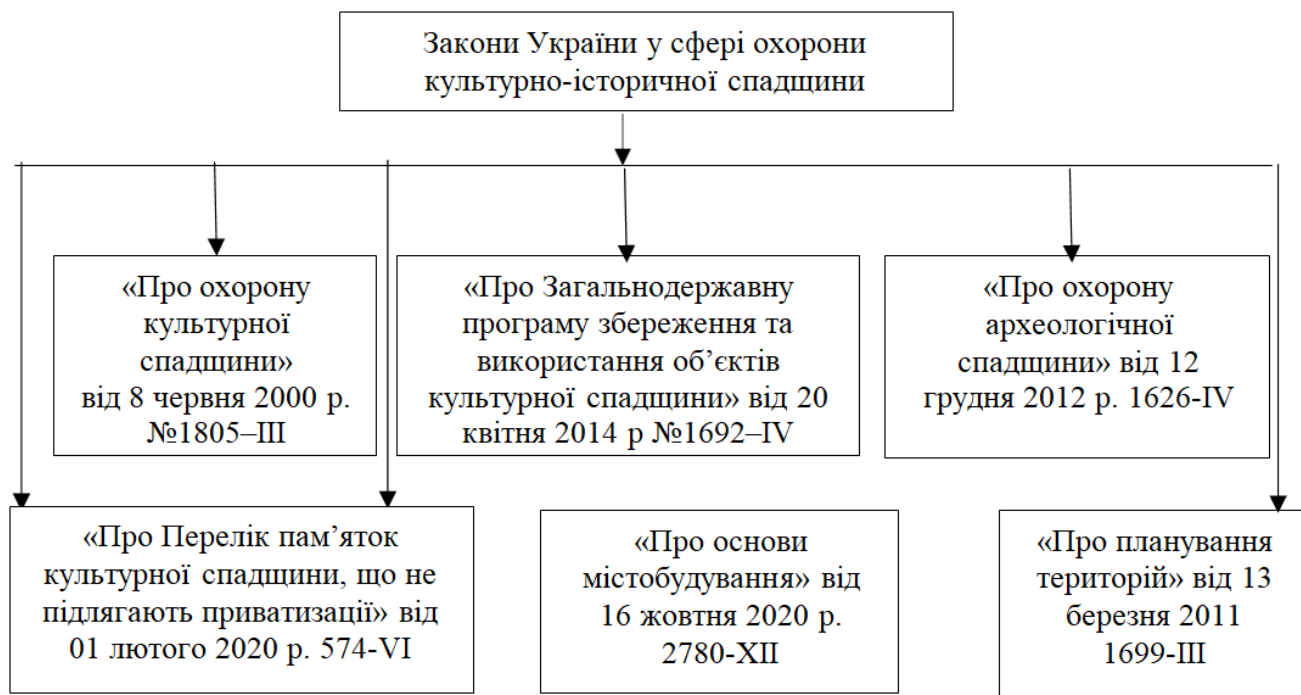 Закони України у сфері охорони
культурно-історичної спадщини
«Про охорону
культурної
спадщини»
від 8 червня 2000 р.
№1805–III
«Про Загальнодержавну
програму збереження та
використання об’єктів
культурної спадщини» від 20
квітня 2014 р №1692–IV
«Про охорону
археологічної
спадщини» від 12
грудня 2012 р. 1626-IV
«Про Перелік пам’яток
культурної спадщини, що не
підлягають приватизації» від
01 лютого 2020 р. 574-VI
«Про основи
містобудування» від
16 жовтня 2020 р.
2780-XII
«Про планування
територій» від 13
березня 2011
1699-III